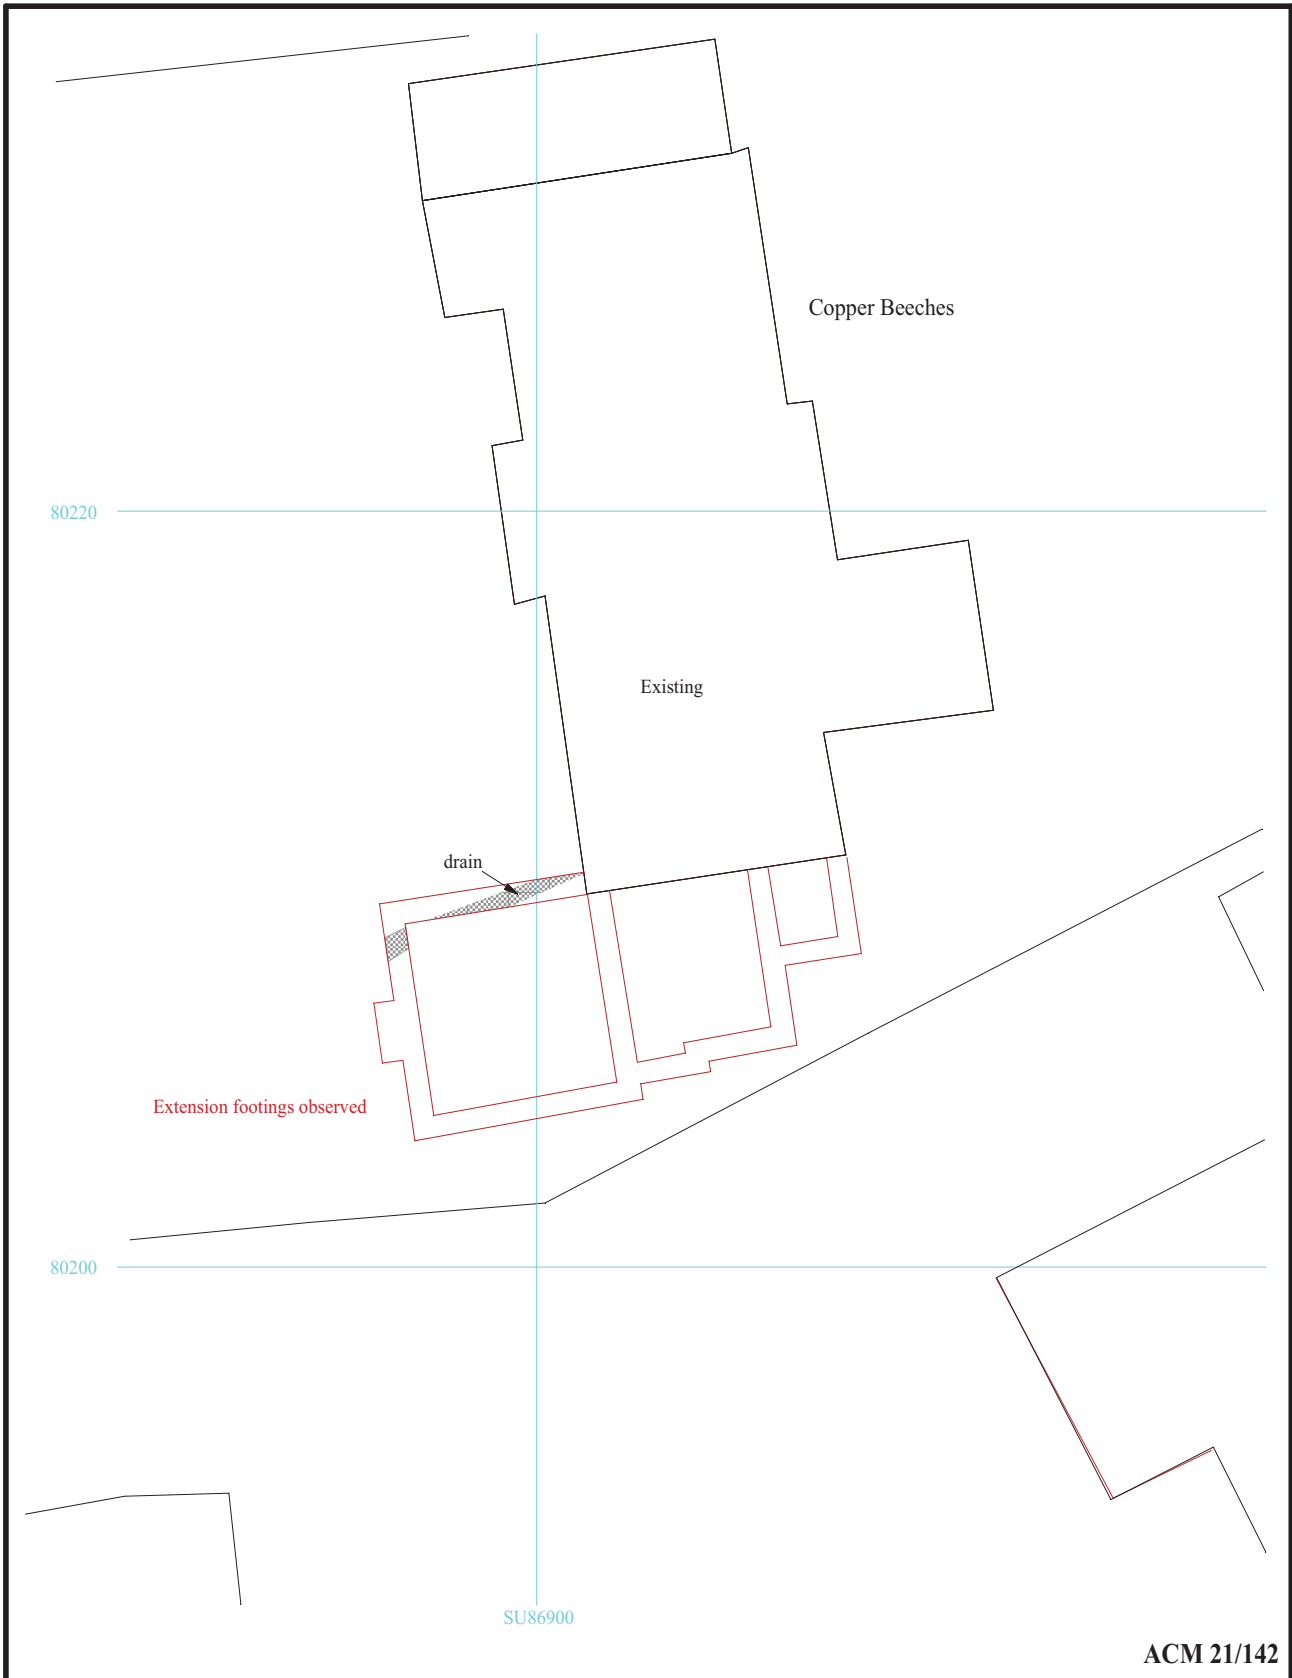 Copper Beeches
80220
Existing
drain
Extension footings observed
80200
SU86900
ACM 21/142